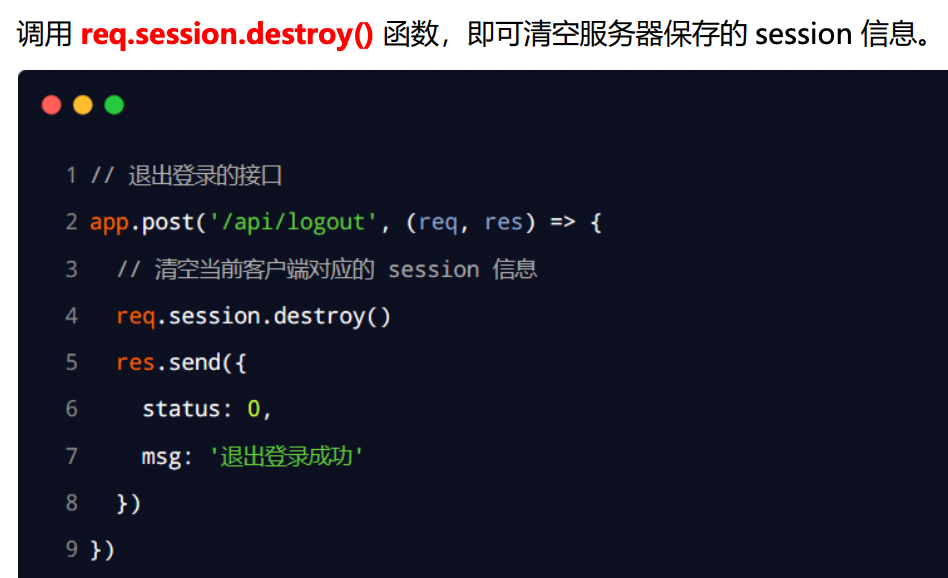 调用 req.session.destroy() 函数，即可清空服务器保存的 session 信息。
1 // 退出登录的接口
2 app.post('/api/logout', (req, res) => {
3   // 清空当前客户端对应的 session 信息
4   req.session.destroy()
5   res.send({
6     status: 0,
7     msg: '退出登录成功'
8   })
9 })